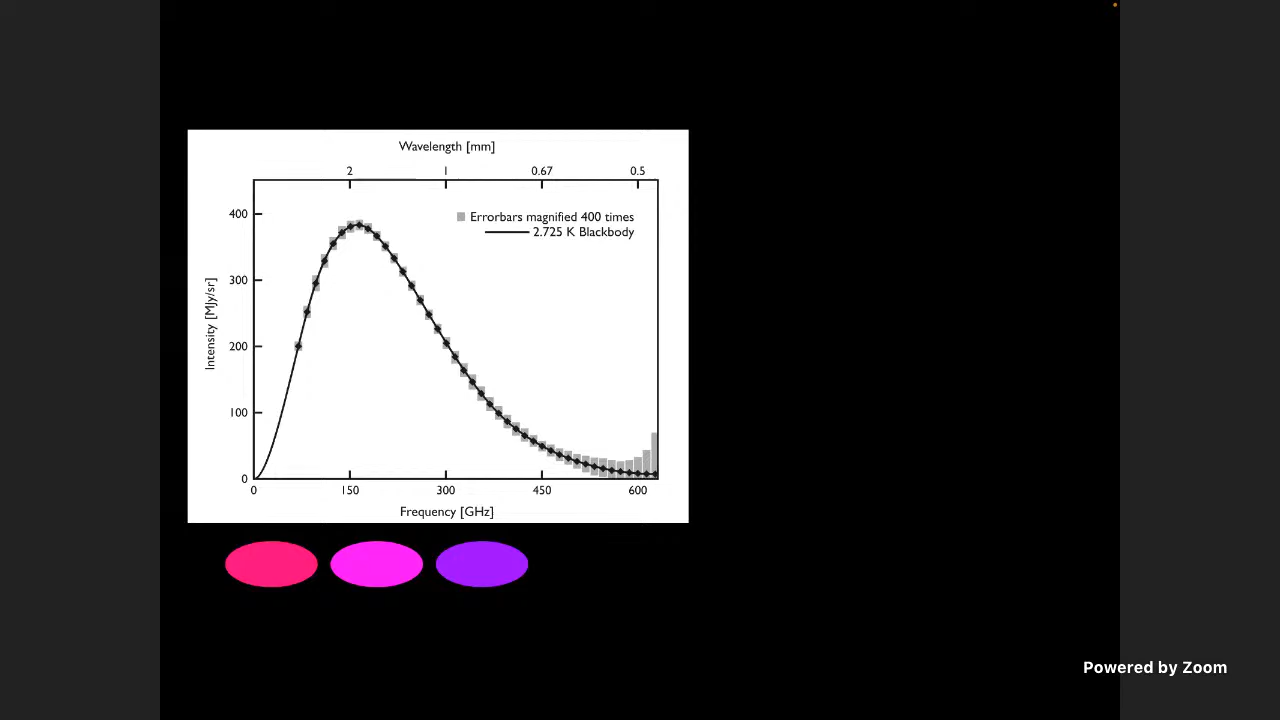 Wavelength [mm]
2 1 0.67 0.5
Errorbars magnified 400 times
2.725 K Blackbody
Intensity [MJy/sr]
400
300
200
100
0
0 150 300 450 600
Frequency [GHz]
Powered by Zoom